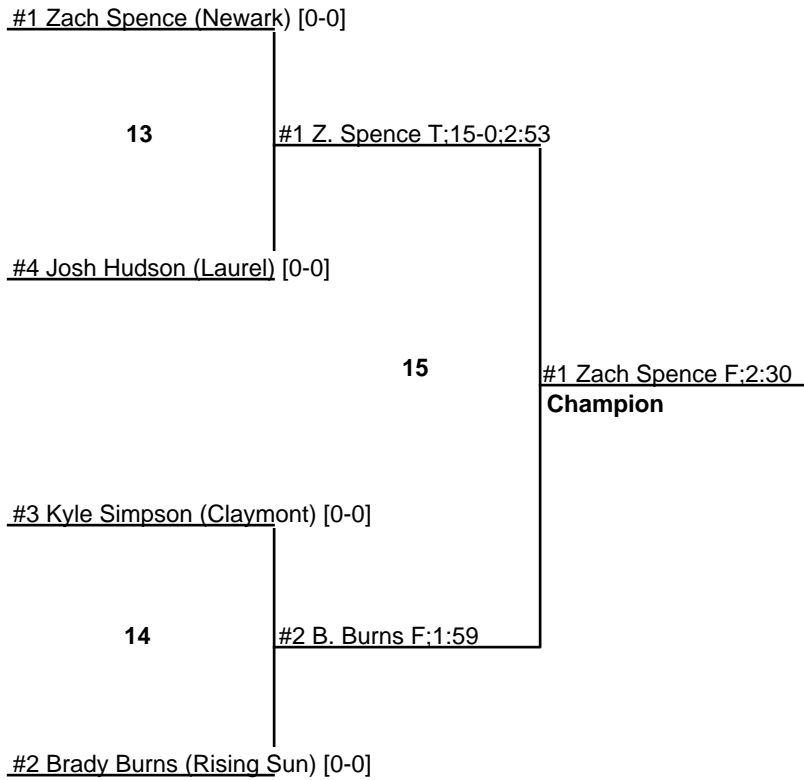 #1 Zach Spence (Newark) [0-0]
13
#1 Z. Spence T;15-0;2:53
#4 Josh Hudson (Laurel) [0-0]
15
#1 Zach Spence F;2:30
Champion
#3 Kyle Simpson (Claymont) [0-0]
14
#2 B. Burns F;1:59
#2 Brady Burns (Rising Sun) [0-0]